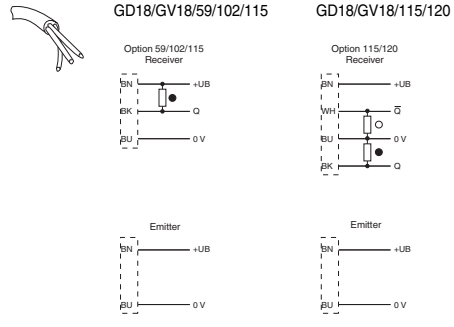 GD18/GV18/59/102/115
GD18/GV18/115/120
Option 59/102/115
Receiver
BN
+UB
BK
Q
BU
0 V
Option 115/120
Receiver
BN
+UB
WH
Q̅
BU
0 V
BK
Q
Emitter
BN
+UB
BU
0 V
Emitter
BN
+UB
BU
0 V